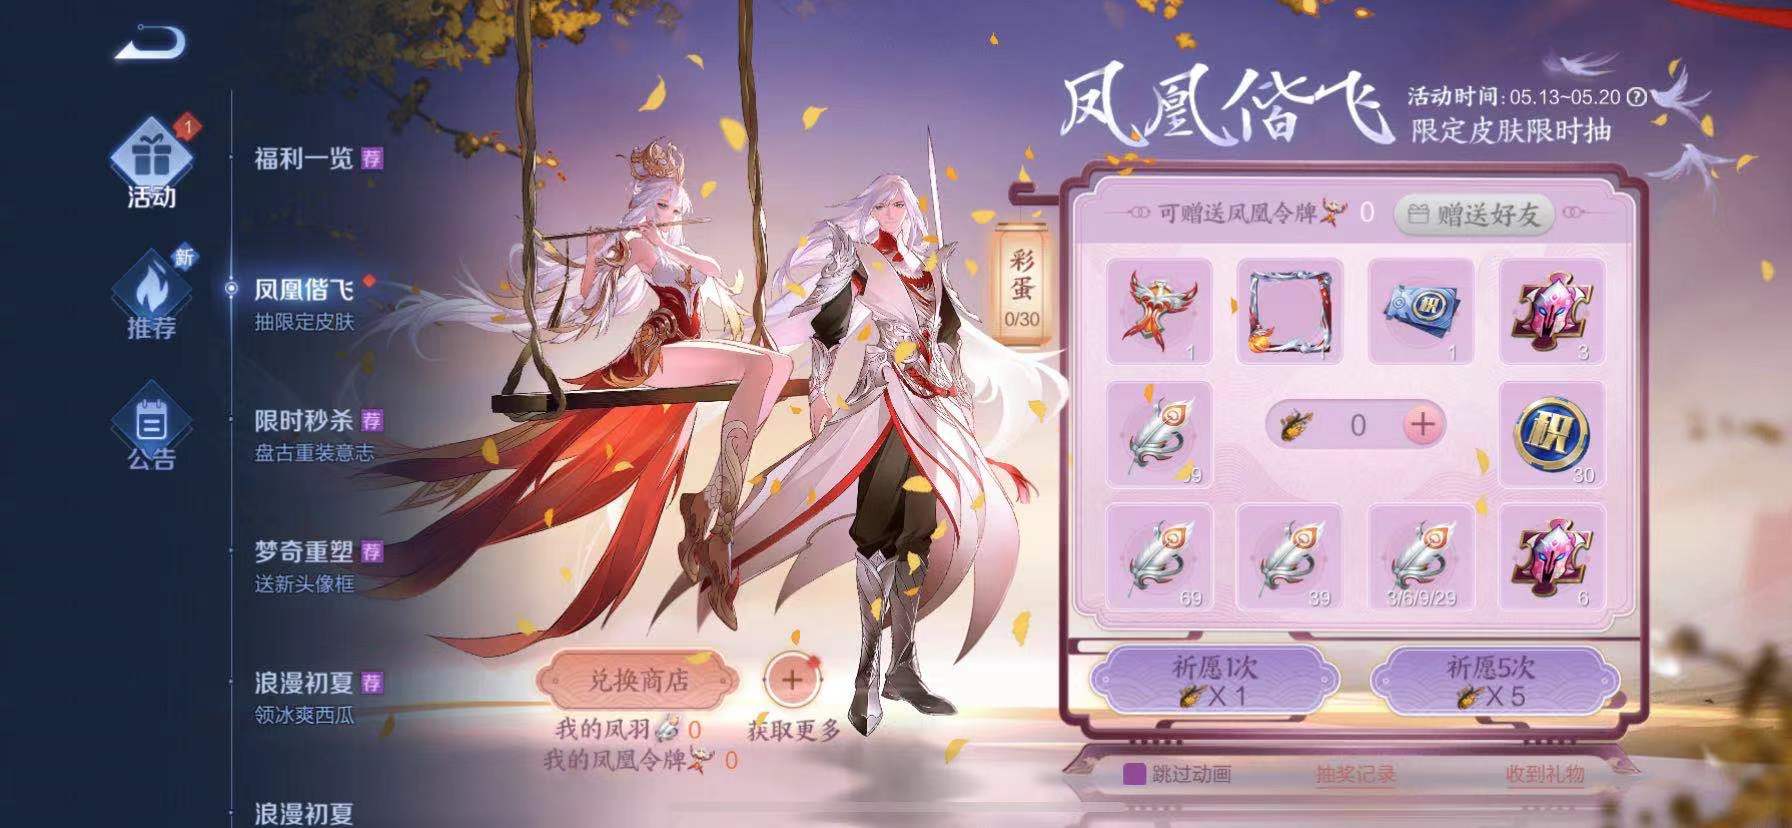 1
活动
新
推荐
公告
福利一览 荐
凤凰偕飞
抽限定皮肤
限时秒杀 荐
盘古重装意志
梦奇重塑 荐
送新头像框
浪漫初夏 荐
领冰爽西瓜
浪漫初夏
彩蛋
0/30
凤凰偕飞
活动时间: 05.13~05.20 ?
限定皮肤限时抽
可赠送凤凰令牌 0 赠送好友
1
1
积
1
3
0
积
30
69
39
3/6/9/29
6
祈愿1次
X 1
祈愿5次
X 5
兑换商店
我的凤羽 0
我的凤凰令牌 0
获取更多
跳过动画
抽奖记录
收到礼物